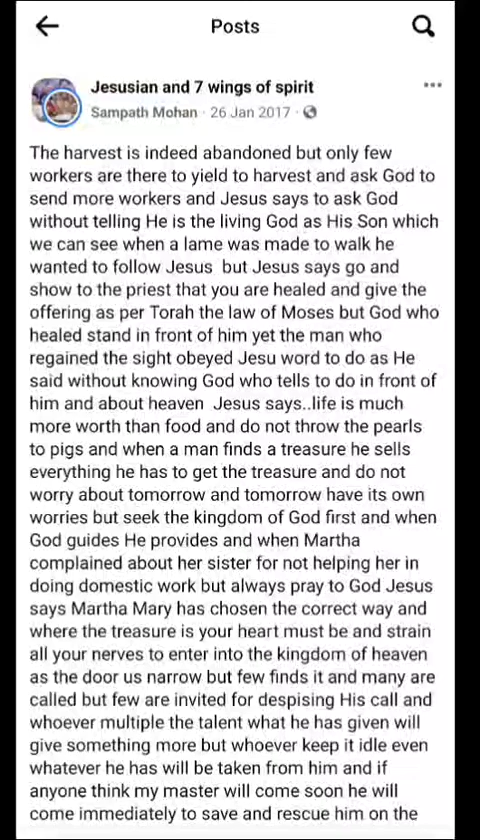 Posts
Jesusian and 7 wings of spirit
Sampath Mohan · 26 Jan 2017 ·
The harvest is indeed abandoned but only few
workers are there to yield to harvest and ask God to
send more workers and Jesus says to ask God
without telling He is the living God as His Son which
we can see when a lame was made to walk he
wanted to follow Jesus  but Jesus says go and
show to the priest that you are healed and give the
offering as per Torah the law of Moses but God who
healed stand in front of him yet the man who
regained the sight obeyed Jesu word to do as He
said without knowing God who tells to do in front of
him and about heaven  Jesus says..life is much
more worth than food and do not throw the pearls
to pigs and when a man finds a treasure he sells
everything he has to get the treasure and do not
worry about tomorrow and tomorrow have its own
worries but seek the kingdom of God first and when
God guides He provides and when Martha
complained about her sister for not helping her in
doing domestic work but always pray to God Jesus
says Martha Mary has chosen the correct way and
where the treasure is your heart must be and strain
all your nerves to enter into the kingdom of heaven
as the door us narrow but few finds it and many are
called but few are invited for despising His call and
whoever multiple the talent what he has given will
give something more but whoever keep it idle even
whatever he has will be taken from him and if
anyone think my master will come soon he will
come immediately to save and rescue him on the